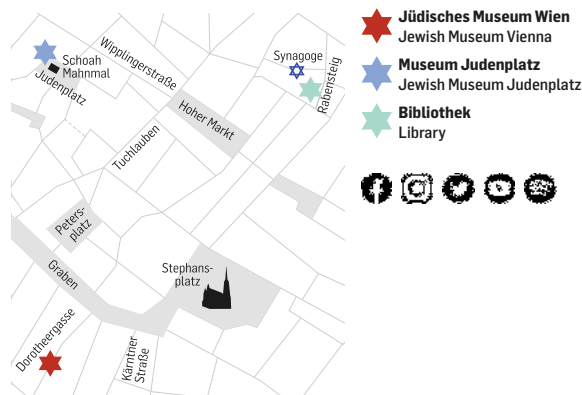 Wipplingerstraße
Schoah
Mahnmal
Judenplatz
Synagoge
Rabensteig
Hoher Markt
Tuchlauben
Peters-
platz
Graben
Stephans-
platz
Dorotheergasse
Kärntner
Straße
Jüdisches Museum Wien
Jewish Museum Vienna
Museum Judenplatz
Jewish Museum Judenplatz
Bibliothek
Library